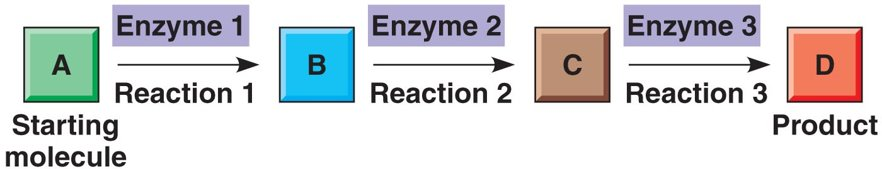 Enzyme 1 Enzyme 2 Enzyme 3
A B C D
Reaction 1 Reaction 2 Reaction 3
Starting Product
molecule